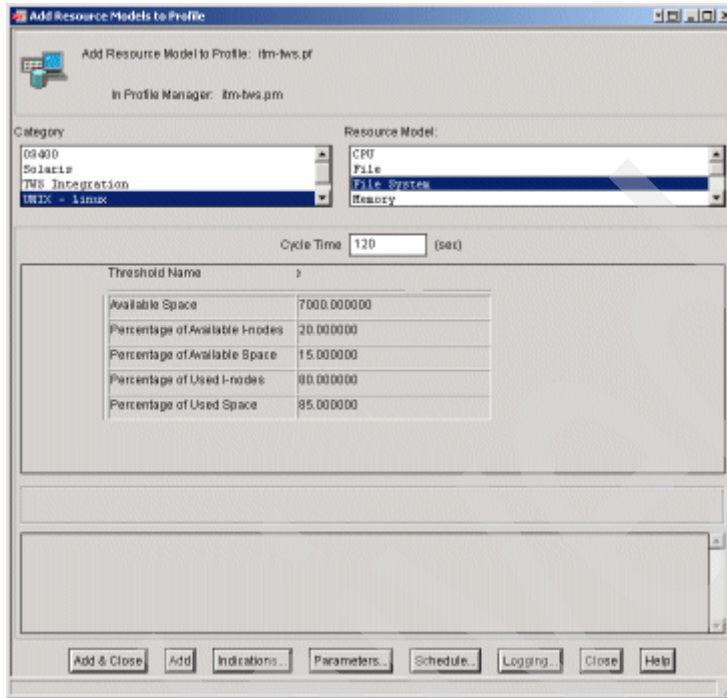 Add Resource Models to Profile
Add Resource Model to Profile: itm-tws.pf
In Profile Manager: itm-tws.pm
Category
Resource Model:
OS400
Solaris
TWS Integration
UNIX - Linux
CPU
File
File System
Memory
Cycle Time 120 (sec)
Threshold Name
Available Space 7000.000000
Percentage of Available I-nodes 20.000000
Percentage of Available Space 15.000000
Percentage of Used I-nodes 80.000000
Percentage of Used Space 85.000000
Add & Close Add Indications... Parameters... Schedule... Logging... Close Help